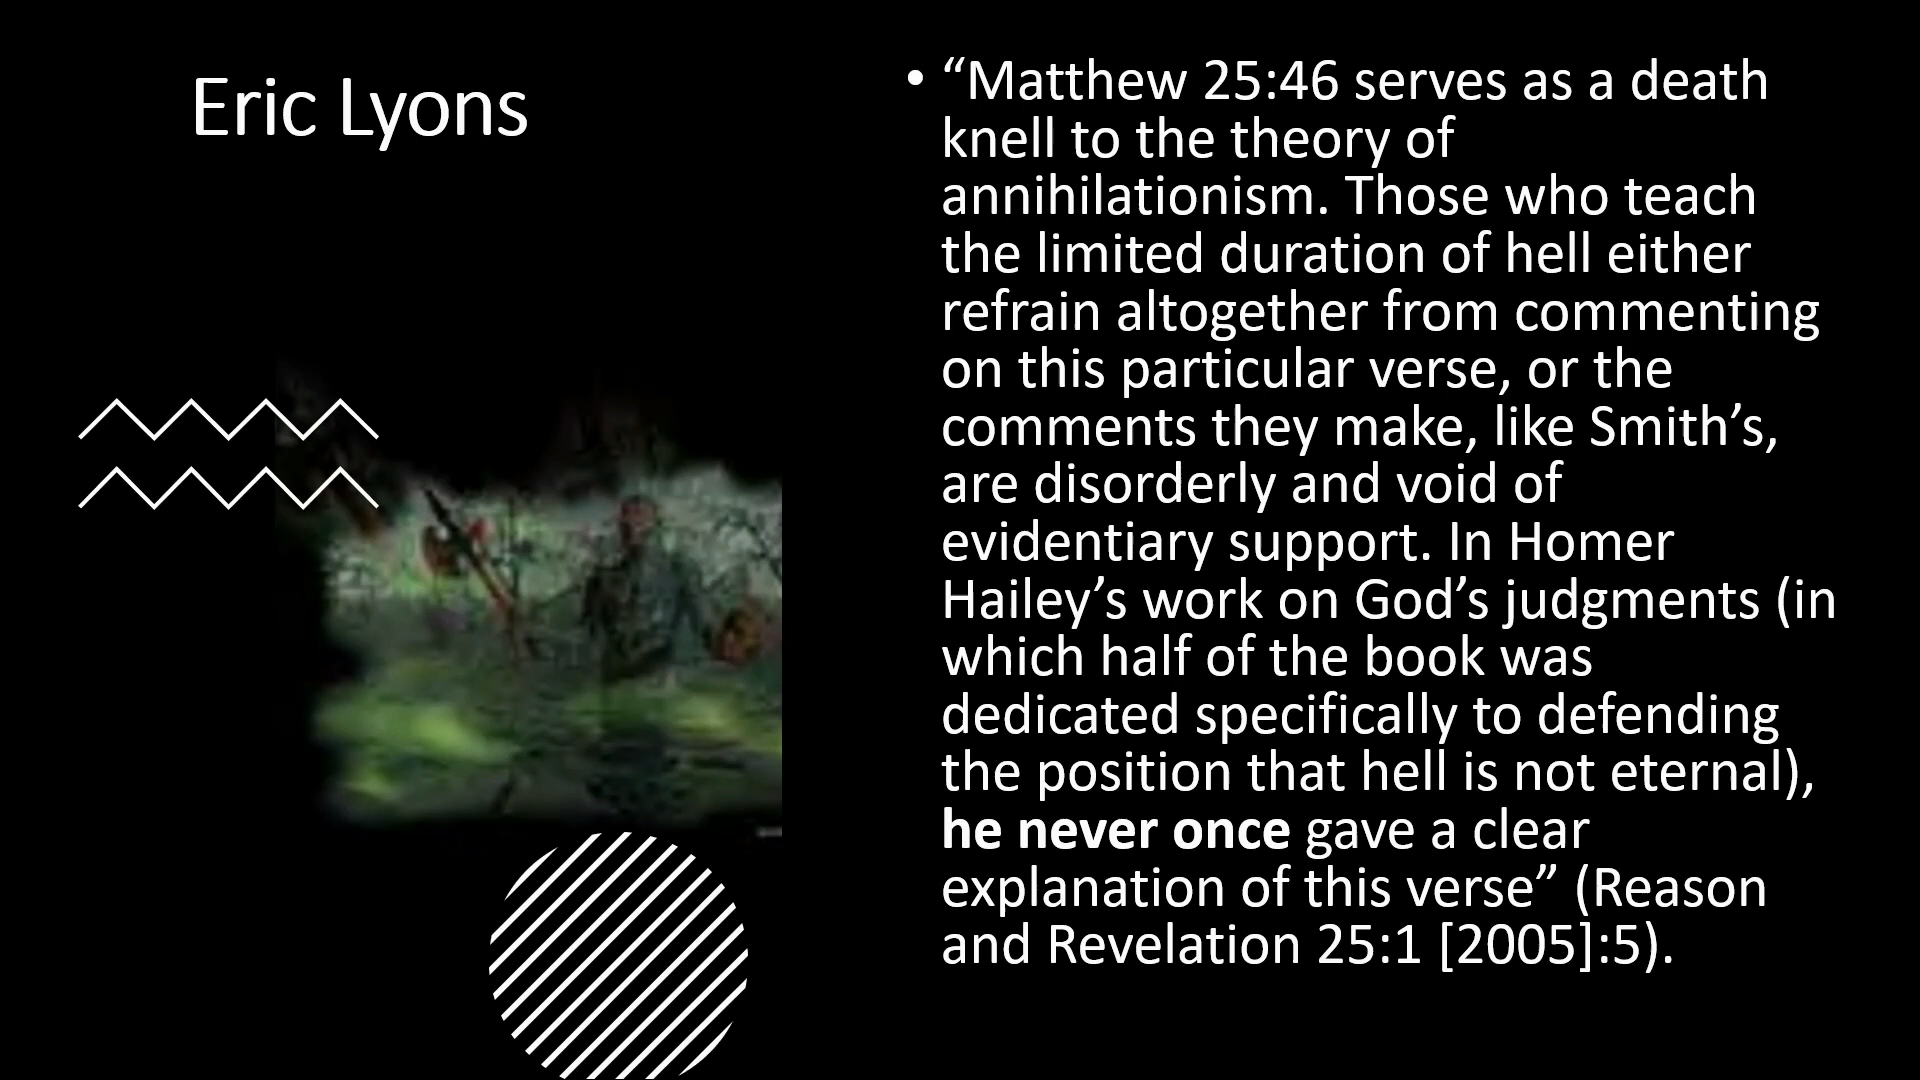 Eric Lyons
• “Matthew 25:46 serves as a death
knell to the theory of
annihilationism. Those who teach
the limited duration of hell either
refrain altogether from commenting
on this particular verse, or the
comments they make, like Smith’s,
are disorderly and void of
evidentiary support. In Homer
Hailey’s work on God’s judgments (in
which half of the book was
dedicated specifically to defending
the position that hell is not eternal),
he never once gave a clear
explanation of this verse” (Reason
and Revelation 25:1 [2005]:5).